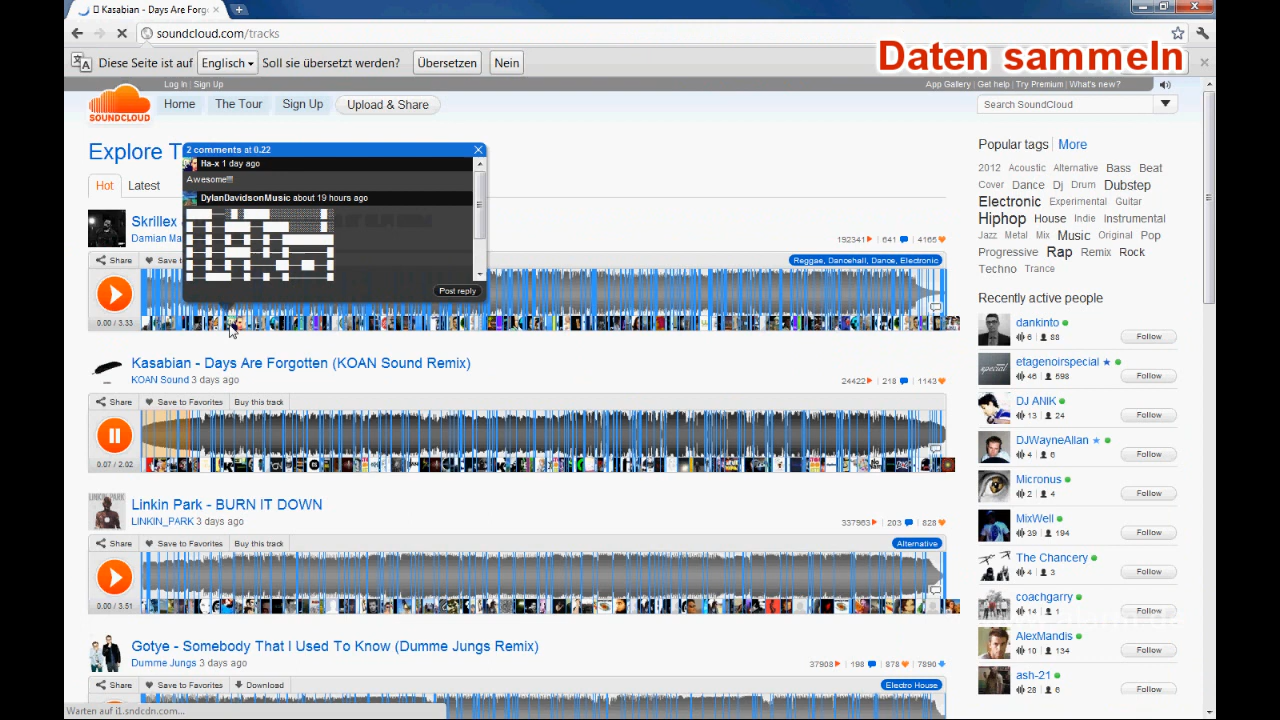 Kasabian - Days Are Forg
soundcloud.com/tracks
Diese Seite ist auf Englisch Soll sie übersetzt werden? Übersetzen Nein
Daten sammeln
Log In | Sign Up
App Gallery | Get help | Try Premium | What's new?
SOUNDCLOUD
Home The Tour Sign Up Upload & Share
Search SoundCloud
Explore T
Hot Latest
2 comments at 0.22
Ha-x 1 day ago
Awesome!!!
DylanDavidsonMusic about 19 hours ago
Post reply
Skrillex
Damian Ma
192341 | 641 | 4165
Share Save t
Reggae, Dancehall, Dance, Electronic
0.00 / 3.33
Kasabian - Days Are Forgotten (KOAN Sound Remix)
KOAN Sound 3 days ago
24422 | 218 | 1143
Share Save to Favorites Buy this track
0.07 / 2.02
Linkin Park - BURN IT DOWN
LINKIN_PARK 3 days ago
337963 | 203 | 828
Share Save to Favorites Buy this track
Alternative
0.00 / 3.51
Gotye - Somebody That I Used To Know (Dumme Jungs Remix)
Dumme Jungs 3 days ago
37908 | 198 | 978 | 7890
Share Save to Favorites Download
Electro House
Warten auf i1.sndcdn.com...
Popular tags | More
2012 Acoustic Alternative Bass Beat
Cover Dance Dj Drum Dubstep
Electronic Experimental Guitar
Hiphop House Indie Instrumental
Jazz Metal Mix Music Original Pop
Progressive Rap Remix Rock
Techno Trance
Recently active people
dankinto
6 | 88
Follow
etagenoirspecial
46 | 598
Follow
DJ ANIK
13 | 24
Follow
DJWayneAllan
4 | 6
Follow
Micronus
2 | 4
Follow
MixWell
39 | 194
Follow
The Chancery
4 | 3
Follow
coachgarry
14 | 1
Follow
AlexMandis
10 | 134
Follow
ash-21
28 | 6
Follow